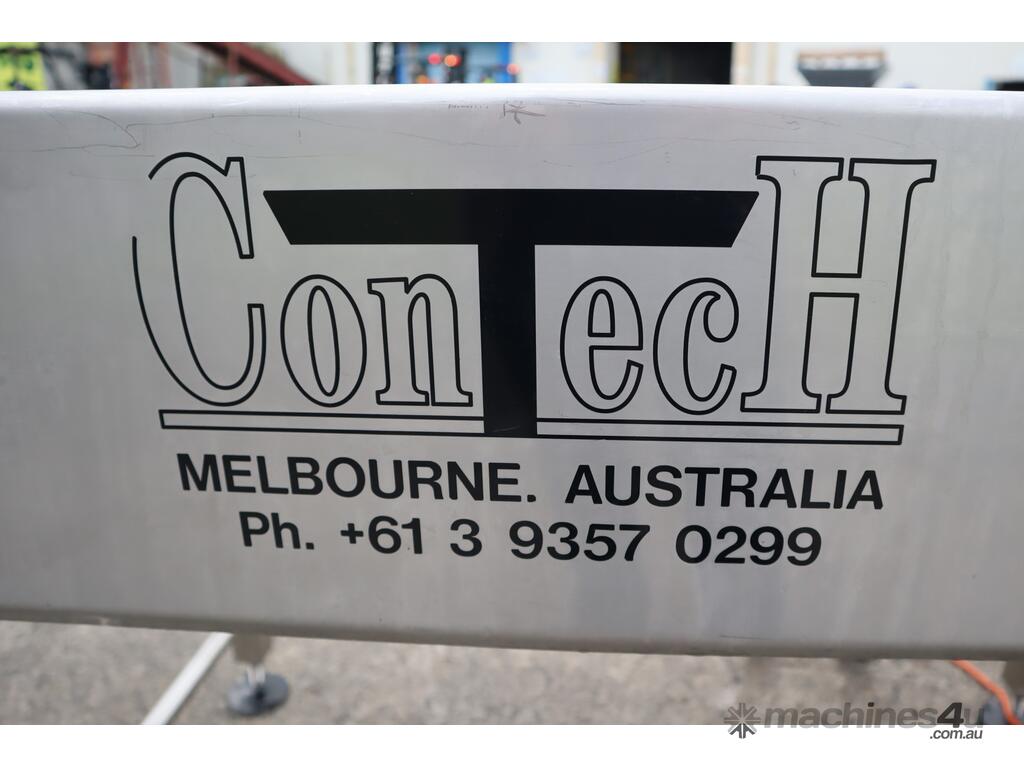 ConTecH
MELBOURNE. AUSTRALIA
Ph. +61 3 9357 0299
machines4u
.com.au